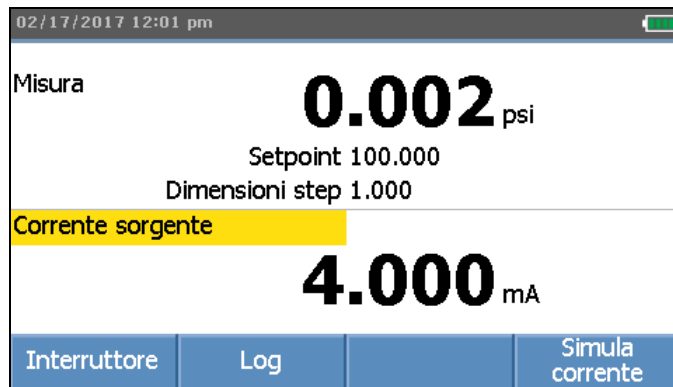 02/17/2017 12:01 pm
Misura
0.002 psi
Setpoint 100.000
Dimensioni step 1.000
Corrente sorgente
4.000 mA
Interruttore
Log
Simula
corrente